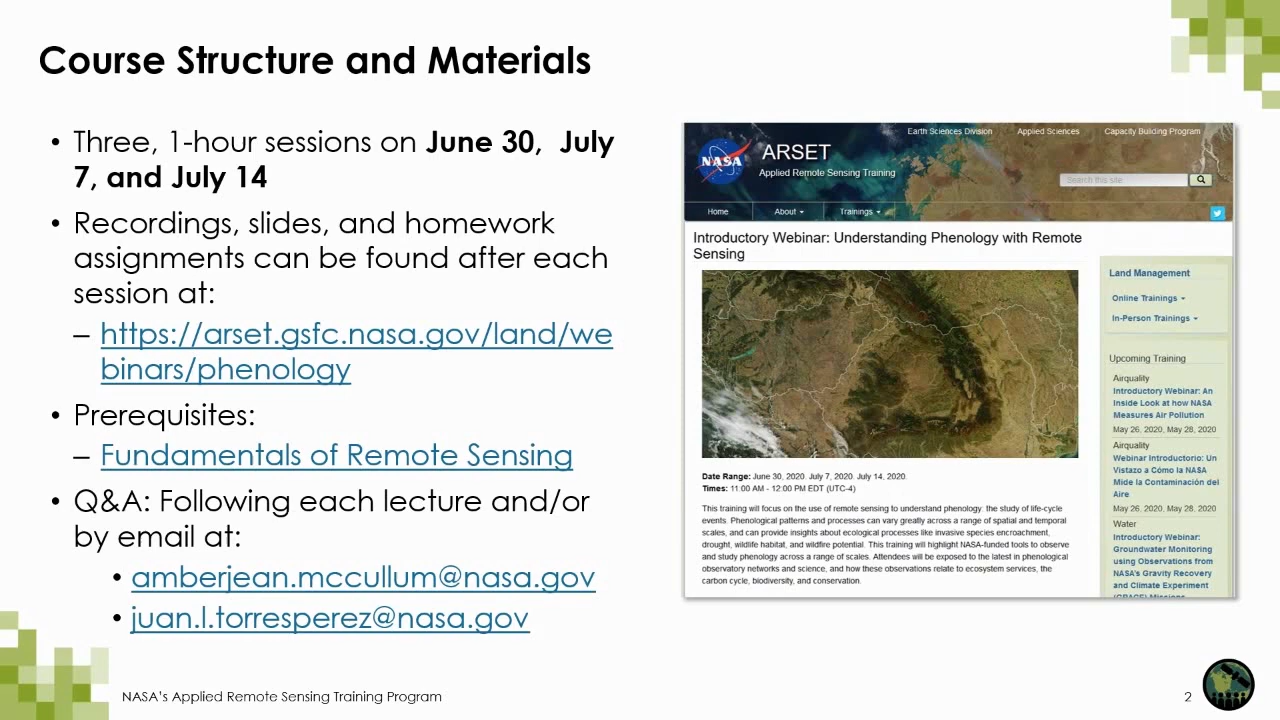 Course Structure and Materials
• Three, 1-hour sessions on June 30, July
7, and July 14
• Recordings, slides, and homework
assignments can be found after each
session at:
– https://arset.gsfc.nasa.gov/land/we
binars/phenology
• Prerequisites:
– Fundamentals of Remote Sensing
• Q&A: Following each lecture and/or
by email at:
• amberjean.mccullum@nasa.gov
• juan.l.torresperez@nasa.gov
Earth Sciences Division Applied Sciences Capacity Building Program
NASA
ARSET
Applied Remote Sensing Training
Search this site
Home About Trainings
Introductory Webinar: Understanding Phenology with Remote
Sensing
Date Range: June 30, 2020. July 7, 2020. July 14, 2020.
Times: 11:00 AM - 12:00 PM EDT (UTC-4)
This training will focus on the use of remote sensing to understand phenology: the study of life-cycle
events. Phenological patterns and processes can vary greatly across a range of spatial and temporal
scales, and can provide insights about ecological processes like invasive species encroachment,
drought, wildlife habitat, and wildfire potential. This training will highlight NASA-funded tools to observe
and study phenology across a range of scales. Attendees will be exposed to the latest in phenological
observatory networks and science, and how these observations relate to ecosystem services, the
carbon cycle, biodiversity, and conservation.
Land Management
Online Trainings
In-Person Trainings
Upcoming Training
Airquality
Introductory Webinar: An
Inside Look at how NASA
Measures Air Pollution
May 26, 2020, May 28, 2020
Airquality
Webinar Introductorio: Un
Vistazo a Cómo la NASA
Mide la Contaminación del
Aire
May 26, 2020, May 28, 2020
Water
Introductory Webinar:
Groundwater Monitoring
using Observations from
NASA's Gravity Recovery
and Climate Experiment
(GRACE) Missions
NASA's Applied Remote Sensing Training Program
2